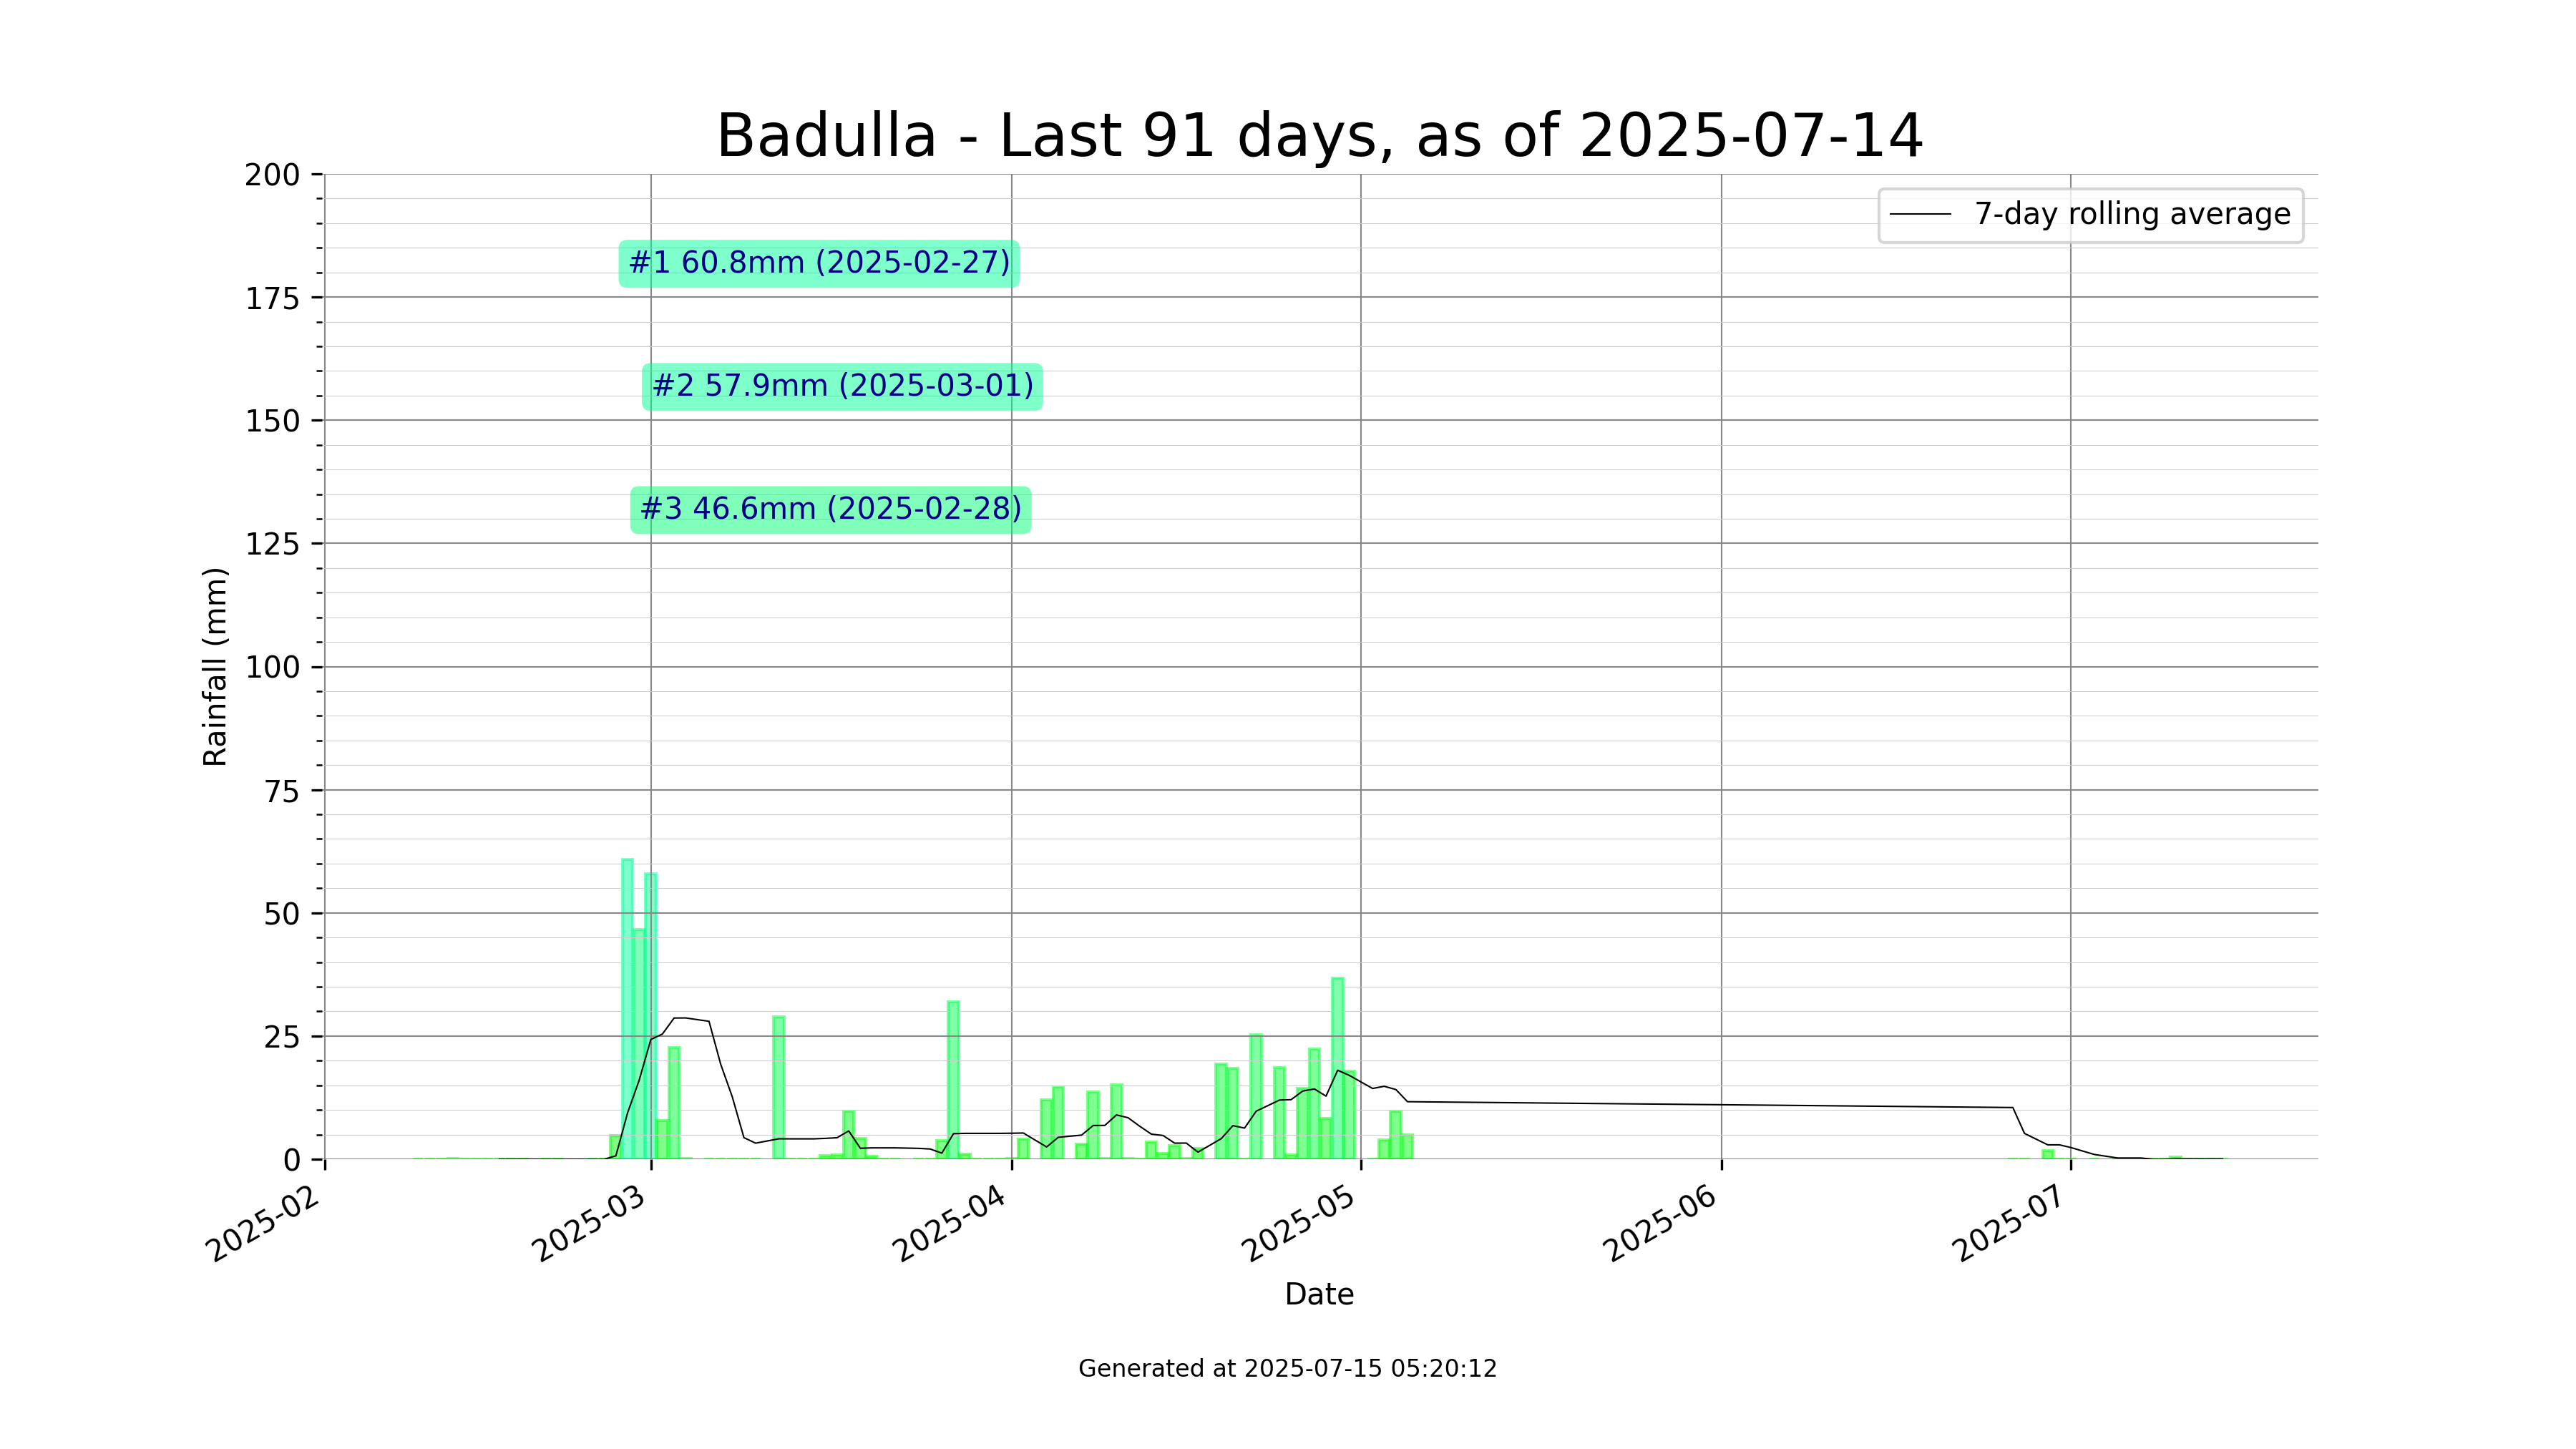 Badulla - Last 91 days, as of 2025-07-14
200
175
150
125
100
75
50
25
0
Rainfall (mm)
7-day rolling average
#1 60.8mm (2025-02-27)
#2 57.9mm (2025-03-01)
#3 46.6mm (2025-02-28)
2025-02
2025-03
2025-04
2025-05
2025-06
2025-07
Date
Generated at 2025-07-15 05:20:12